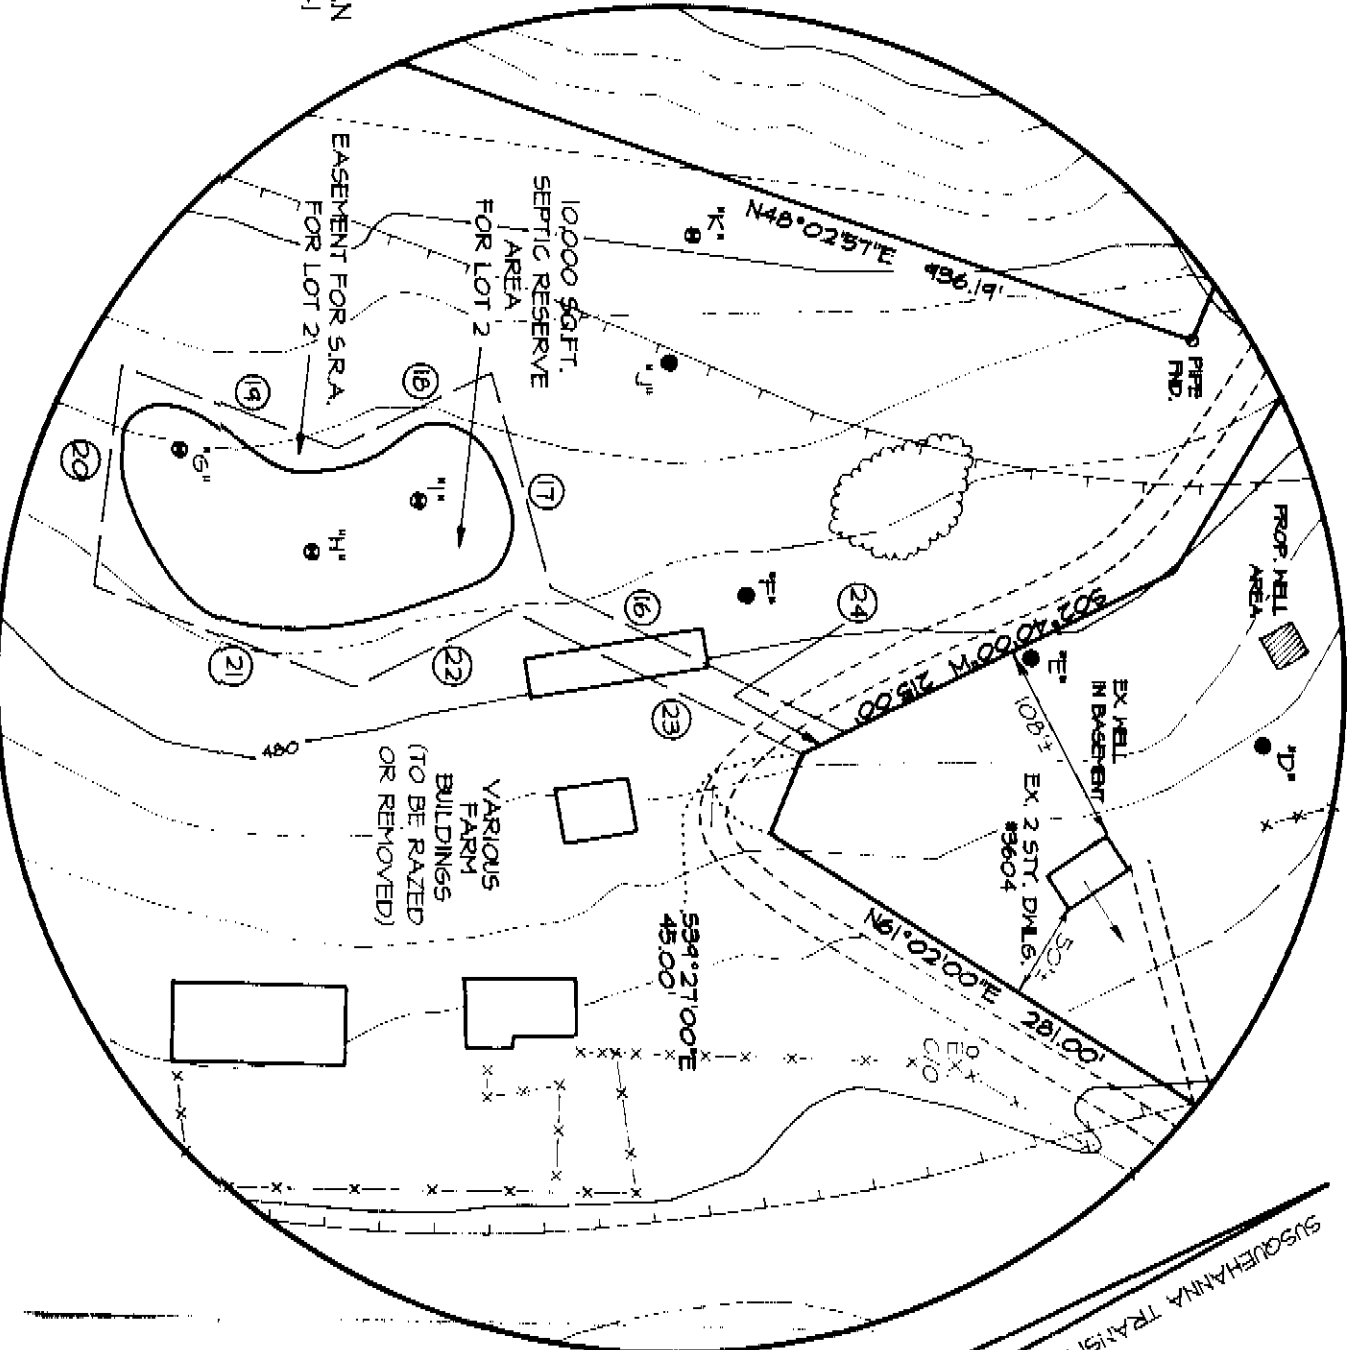 N48°02'57"E 436.19'
PIPE
FND.
"K"
10,000 SQ.FT.
SEPTIC RESERVE
AREA
FOR LOT 2
EASEMENT FOR S.R.A.
FOR LOT 2
"J"
18
19
17
20
"G"
"I"
"H"
"F"
16
24
21
22
23
PROP. WELL
AREA
S02°40'00"W 215.00'
"E"
"D"
108'±
EX WELL
IN BASEMENT
EX. 2 STY. DWLG.
#3604
50'±
480
VARIOUS
FARM
BUILDINGS
(TO BE RAZED
OR REMOVED)
N61°02'00"E 281.00'
S39°27'00"E
45.00'
EX.
C/O
SUSQUEHANNA